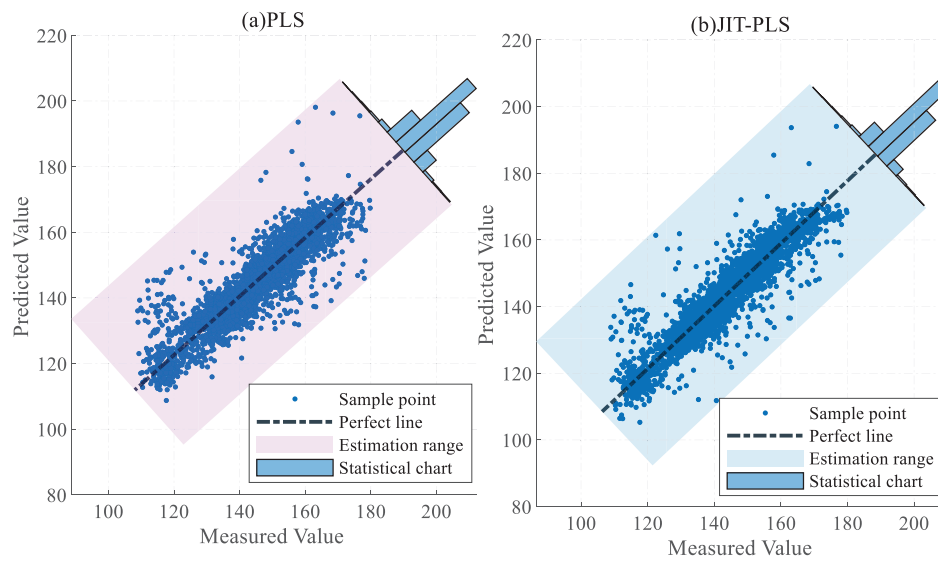 (a)PLS
220
200
180
160
140
120
100
80
100 120 140 160 180 200
Predicted Value
Measured Value
Sample point
Perfect line
Estimation range
Statistical chart
(b)JIT-PLS
220
200
180
160
140
120
100
80
100 120 140 160 180 200
Predicted Value
Measured Value
Sample point
Perfect line
Estimation range
Statistical chart